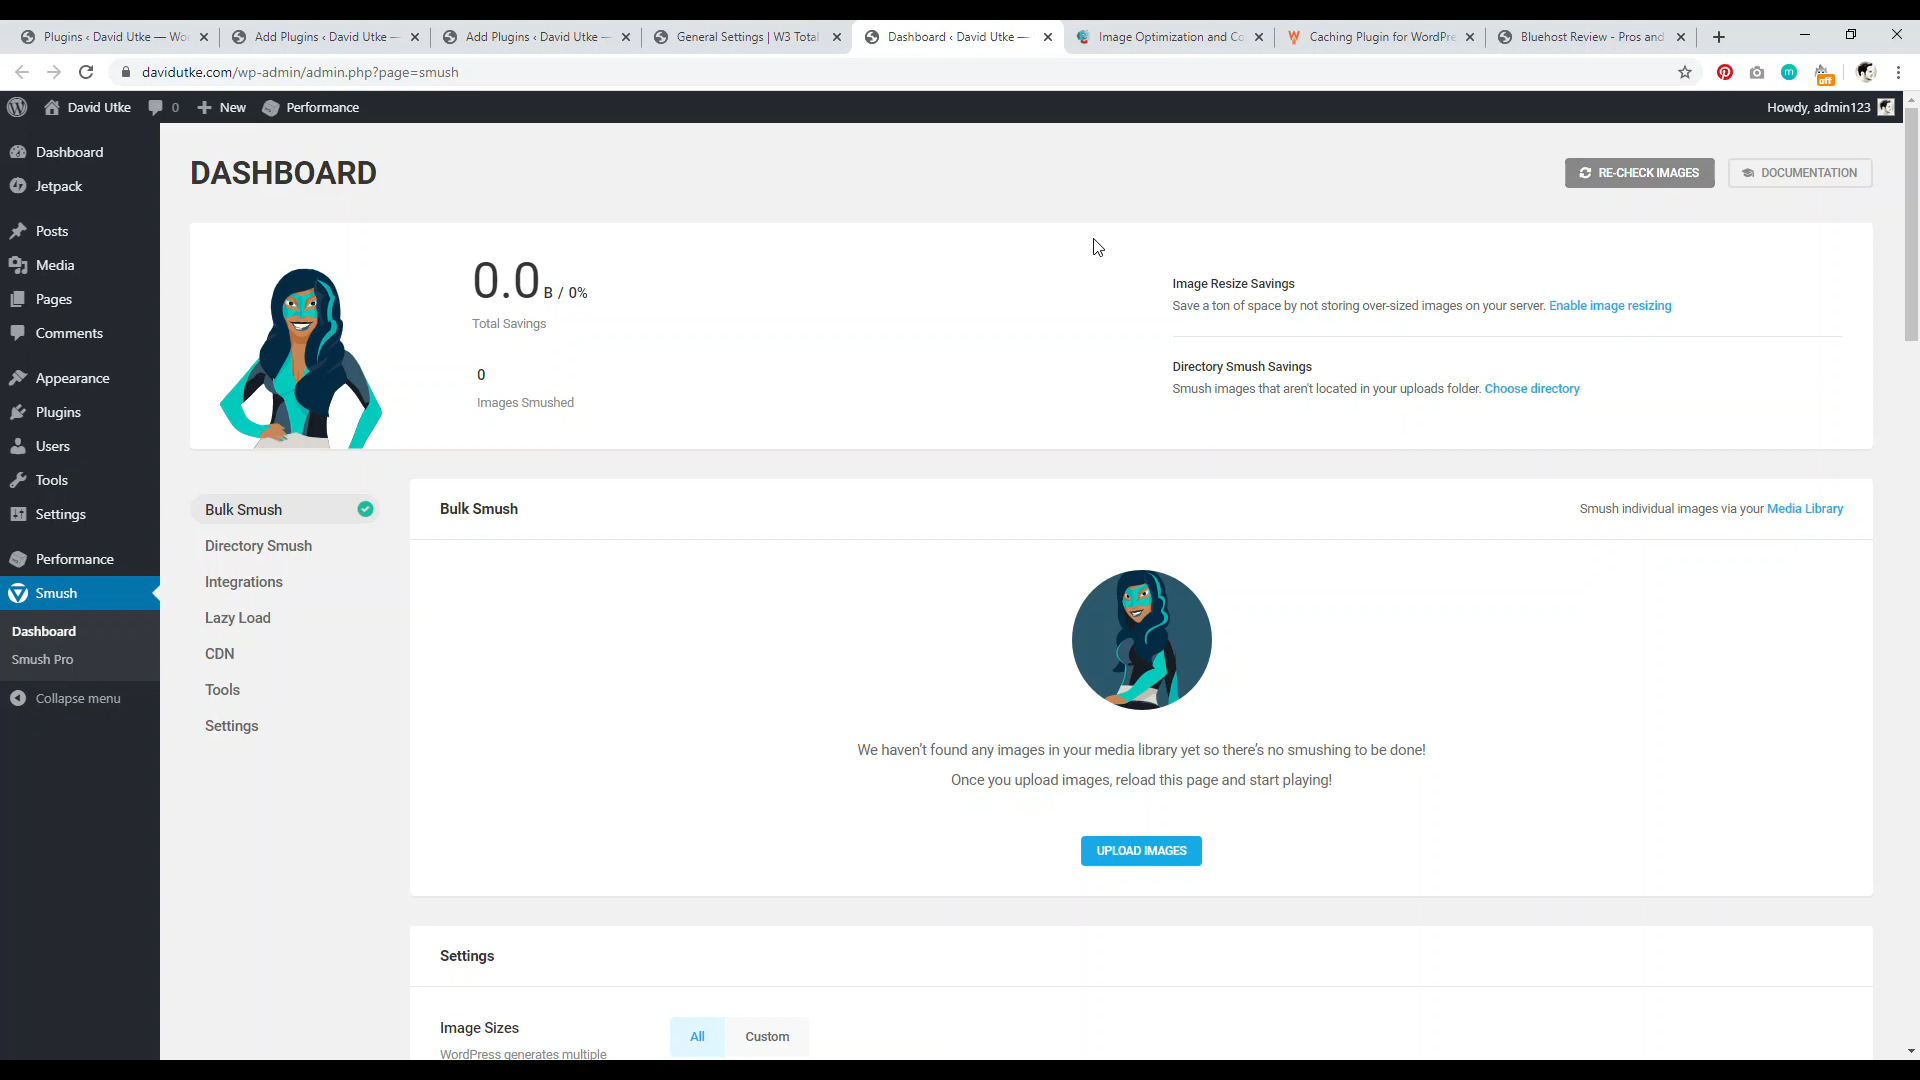 Plugins ‹ David Utke — Wo
Add Plugins ‹ David Utke —
Add Plugins ‹ David Utke —
General Settings | W3 Total
Dashboard ‹ David Utke —
Image Optimization and Co
Caching Plugin for WordPre
Bluehost Review - Pros and
davidutke.com/wp-admin/admin.php?page=smush
m
off
David Utke
0
New
Performance
Howdy, admin123
Dashboard
Jetpack
Posts
Media
Pages
Comments
Appearance
Plugins
Users
Tools
Settings
Performance
Smush
Dashboard
Smush Pro
Collapse menu
DASHBOARD
RE-CHECK IMAGES
DOCUMENTATION
0.0 B / 0%
Total Savings
0
Images Smushed
Image Resize Savings
Save a ton of space by not storing over-sized images on your server. Enable image resizing
Directory Smush Savings
Smush images that aren't located in your uploads folder. Choose directory
Bulk Smush
Directory Smush
Integrations
Lazy Load
CDN
Tools
Settings
Bulk Smush
Smush individual images via your Media Library
We haven't found any images in your media library yet so there's no smushing to be done!
Once you upload images, reload this page and start playing!
UPLOAD IMAGES
Settings
Image Sizes
WordPress generates multiple
All
Custom